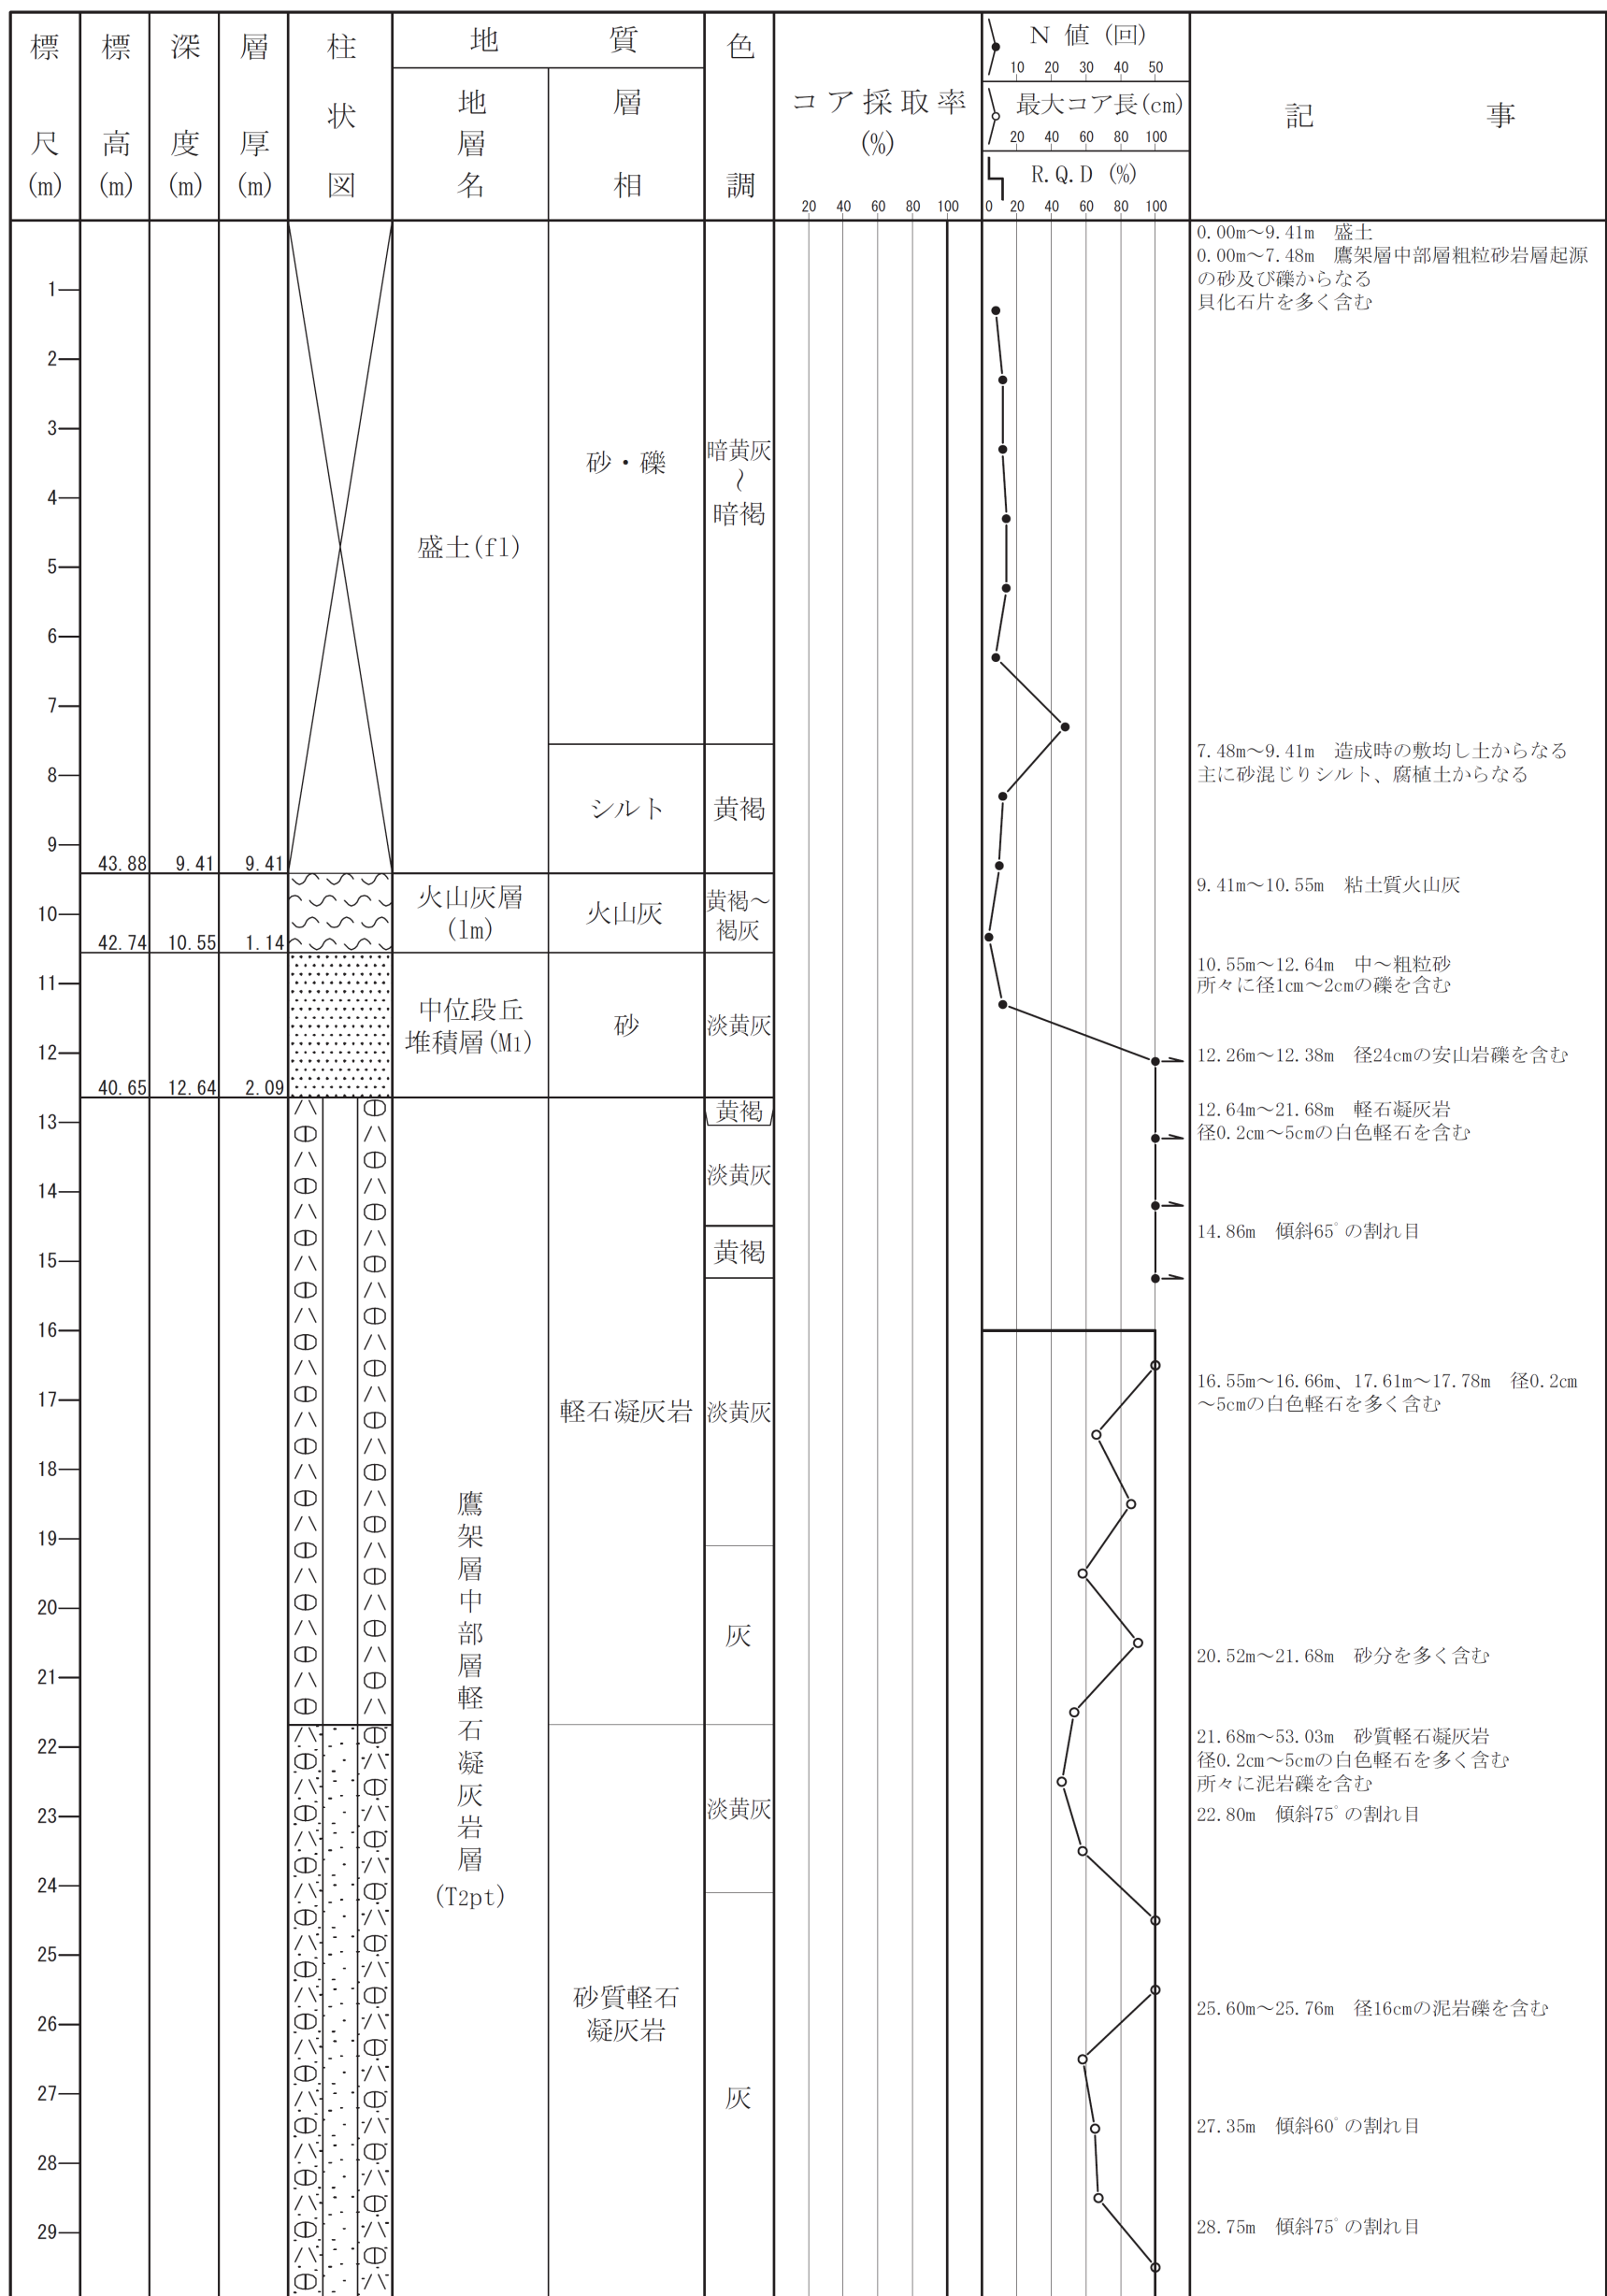 標尺(m)
標高(m)
深度(m)
層厚(m)
柱状図
地質
地層名
層相
色調
コア採取率
(%)
20 40 60 80 100
N 値 (回)
10 20 30 40 50
最大コア長(cm)
20 40 60 80 100
R.Q.D (%)
0 20 40 60 80 100
記事
0.00m～9.41m 盛土
0.00m～7.48m 鷹架層中部層粗粒砂岩層起源
の砂及び礫からなる
貝化石片を多く含む
1
2
3
砂・礫
暗黄灰
～
暗褐
4
盛土(fl)
5
6
7
7.48m～9.41m 造成時の敷均し土からなる
主に砂混じりシルト、腐植土からなる
8
シルト
黄褐
9
43.88 9.41 9.41
9.41m～10.55m 粘土質火山灰
火山灰層
(lm)
火山灰
黄褐～
褐灰
10
42.74 10.55 1.14
10.55m～12.64m 中～粗粒砂
所々に径1cm～2cmの礫を含む
11
中位段丘
堆積層(M1)
砂
淡黄灰
12
12.26m～12.38m 径24cmの安山岩礫を含む
40.65 12.64 2.09
黄褐
12.64m～21.68m 軽石凝灰岩
径0.2cm～5cmの白色軽石を含む
13
淡黄灰
14
14.86m 傾斜65°の割れ目
黄褐
15
16
16.55m～16.66m、17.61m～17.78m 径0.2cm
～5cmの白色軽石を多く含む
17
軽石凝灰岩
淡黄灰
18
鷹架層中部層軽石凝灰岩層
(T2pt)
19
20
灰
20.52m～21.68m 砂分を多く含む
21
21.68m～53.03m 砂質軽石凝灰岩
径0.2cm～5cmの白色軽石を多く含む
所々に泥岩礫を含む
22
22.80m 傾斜75°の割れ目
淡黄灰
23
24
25
砂質軽石
凝灰岩
25.60m～25.76m 径16cmの泥岩礫を含む
26
27
灰
27.35m 傾斜60°の割れ目
28
28.75m 傾斜75°の割れ目
29